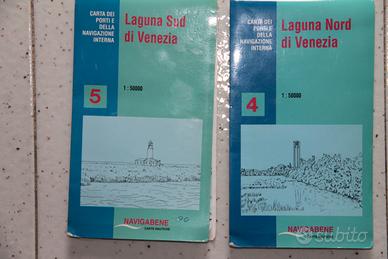 CARTA DEI
PORTI E
DELLA
NAVIGAZIONE
INTERNA
Laguna Sud
di Venezia
5
1 : 50000
NAVIGABENE
CARTE NAUTICHE
CARTA DEI
PORTI E
DELLA
NAVIGAZIONE
INTERNA
Laguna Nord
di Venezia
4
1 : 50000
NAVIGABENE
subito